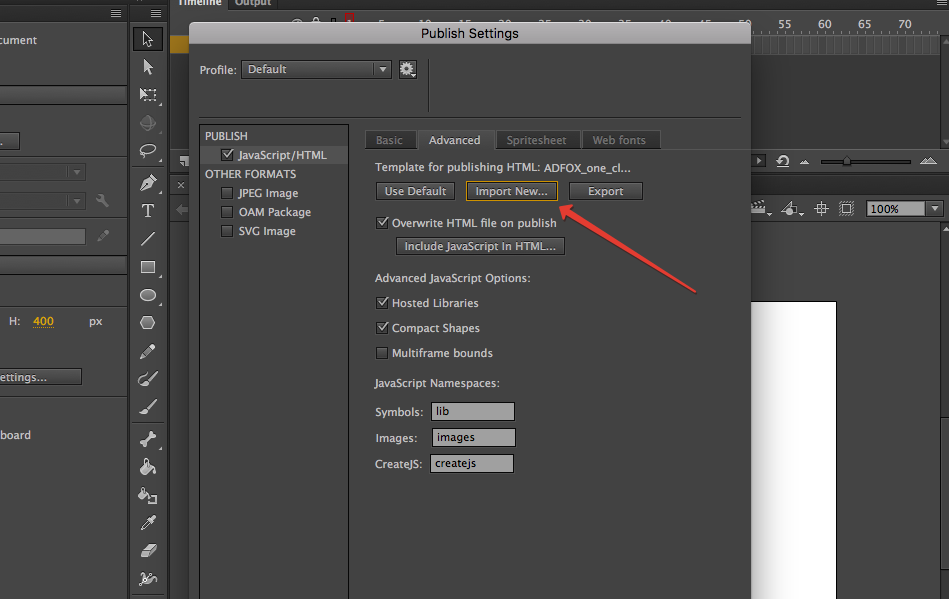 Timeline
Output
5 10 15 20 25 30 35 40 45 50 55 60 65 70
Publish Settings
cument
Profile: Default
PUBLISH
JavaScript/HTML
OTHER FORMATS
JPEG Image
OAM Package
SVG Image
Basic
Advanced
Spritesheet
Web fonts
Template for publishing HTML: ADFOX_one_cl...
Use Default
Import New...
Export
Overwrite HTML file on publish
Include JavaScript In HTML...
Advanced JavaScript Options:
Hosted Libraries
Compact Shapes
Multiframe bounds
JavaScript Namespaces:
Symbols: lib
Images: images
CreateJS: createjs
100%
H: 400 px
ettings...
board